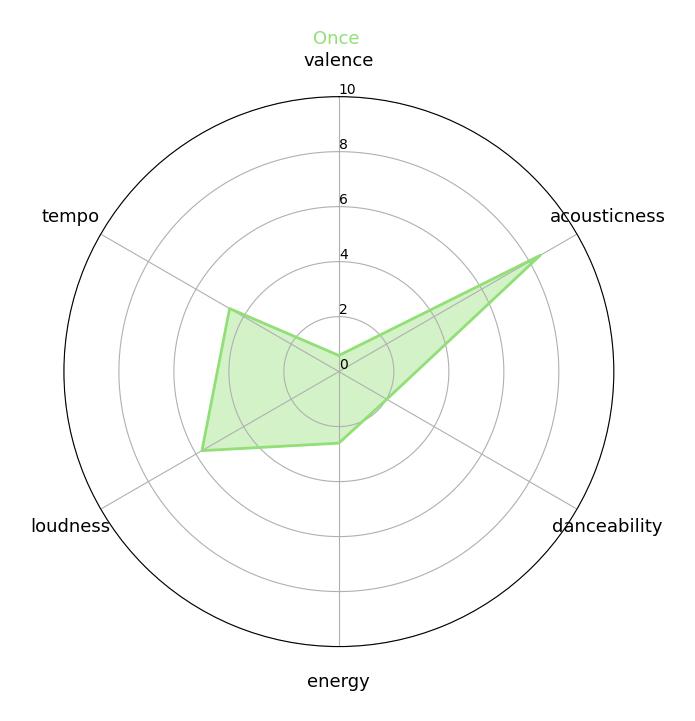 Once
valence
10
8
6
4
2
0
tempo
acousticness
loudness
danceability
energy